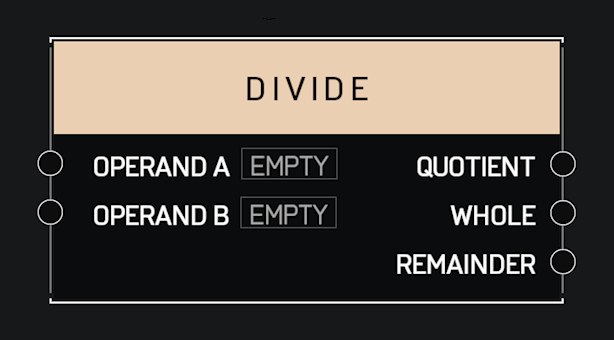 DIVIDE
OPERAND A EMPTY QUOTIENT
OPERAND B EMPTY WHOLE
REMAINDER